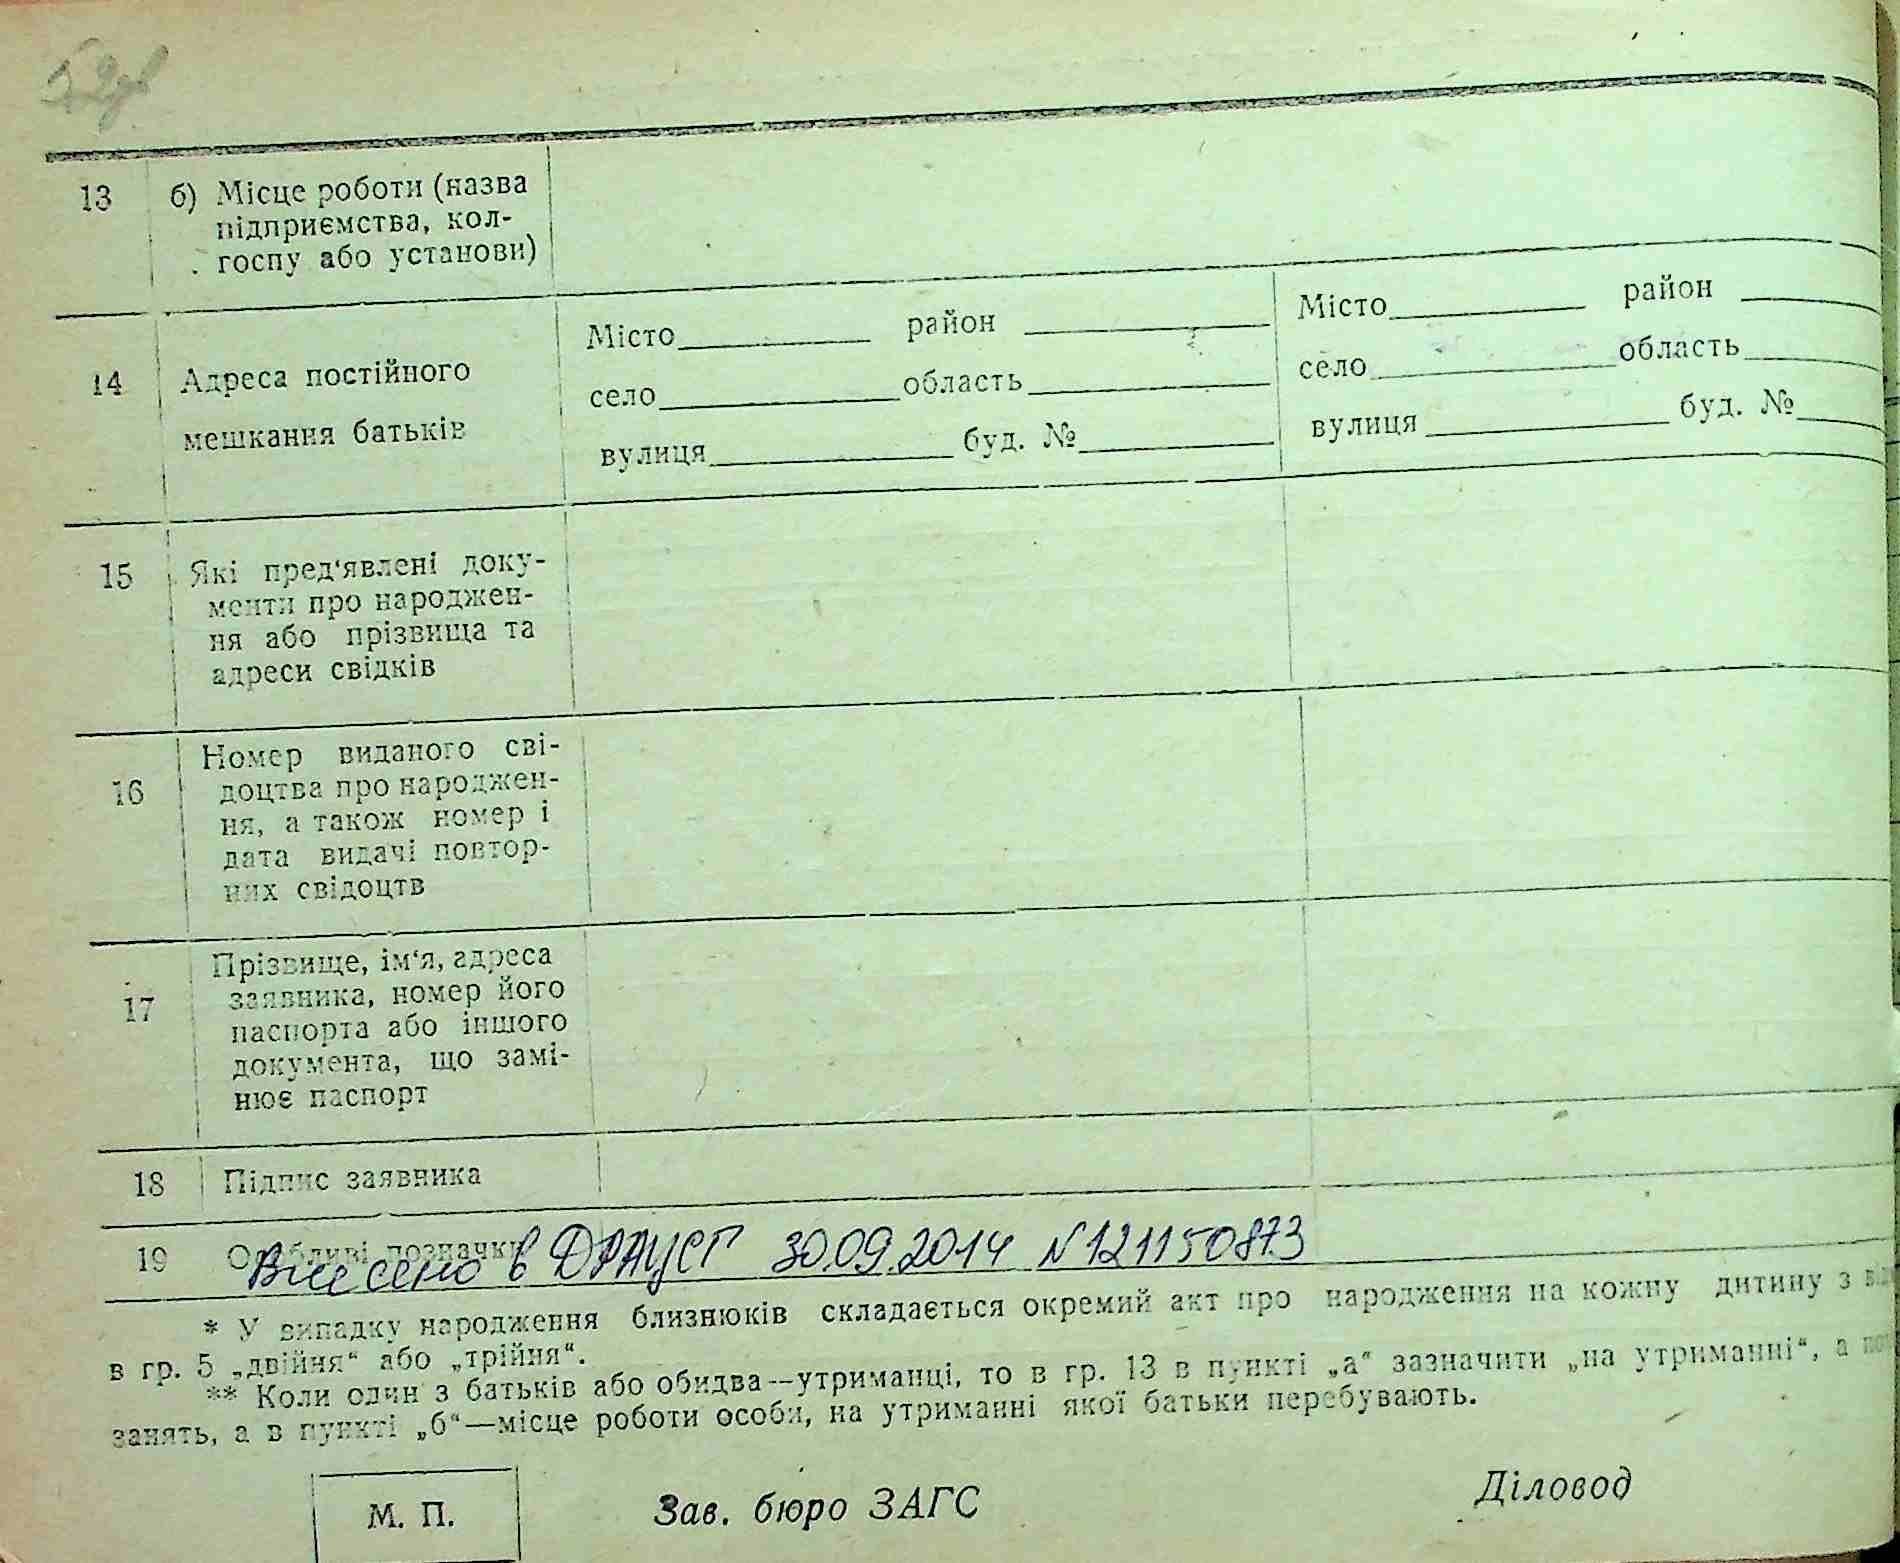 13 б) Місце роботи (назва
підприємства, кол-
госпу або установи)
14 Адреса постійного
мешкання батьків
Місто район
село область
вулиця буд. №
Місто район
село область
вулиця буд. №
15 Які пред‘явлені доку-
менти про народжен-
ня або прізвища та
адреси свідків
16 Номер виданого сві-
доцтва про народжен-
ня, а також номер і
дата видачі повтор-
них свідоцтв
17 Прізвище, ім‘я, адреса
заявника, номер його
паспорта або іншого
документа, що замі-
нює паспорт
18 Підпис заявника
19 Особливі позначки
Внесено в ДРАЦСГ 30.09.2014 N121150873
* У випадку народження близнюків складається окремий акт про народження на кожну дитину з
в гр. 5 „двійня“ або „трійня“.
** Коли один з батьків або обидва—утриманці, то в гр. 13 в пункті „а“ зазначити „на утриманні“, а
занять, а в пункті „б“—місце роботи особи, на утриманні якої батьки перебувають.
М. П. Зав. бюро ЗАГС Діловод